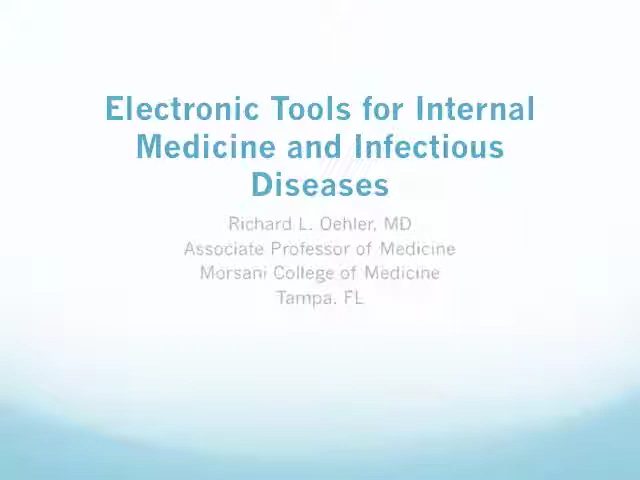 Electronic Tools for Internal
Medicine and Infectious
Diseases
Richard L. Oehler, MD
Associate Professor of Medicine
Morsani College of Medicine
Tampa, FL